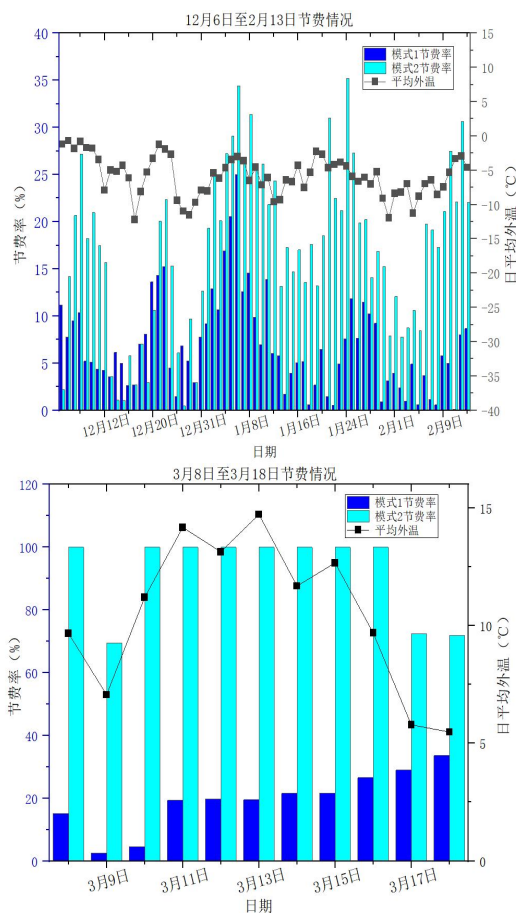 12月6日至2月13日节费情况
模式1节费率
模式2节费率
平均外温
40
35
30
25
20
15
10
5
0
节费率（%）
15
10
5
0
−5
−10
−15
−20
−25
−30
−35
−40
日平均外温（℃）
12月12日
12月20日
12月31日
1月8日
1月16日
1月24日
2月1日
2月9日
日期
3月8日至3月18日节费情况
模式1节费率
模式2节费率
平均外温
120
100
80
60
40
20
0
节费率（%）
15
10
5
0
日平均外温（℃）
3月9日
3月11日
3月13日
3月15日
3月17日
日期